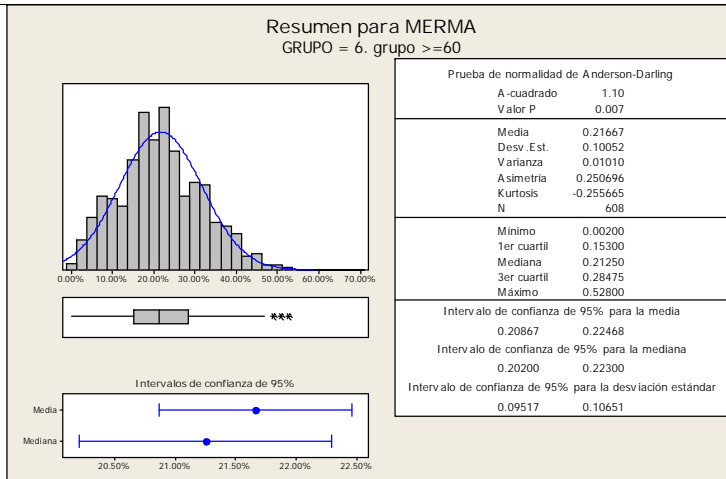 Resumen para MERMA
GRUPO = 6. grupo >=60
0.00% 10.00% 20.00% 30.00% 40.00% 50.00% 60.00% 70.00%
Intervalos de confianza de 95%
Media
Mediana
20.50% 21.00% 21.50% 22.00% 22.50%
Prueba de normalidad de Anderson-Darling
A-cuadrado 1.10
Valor P 0.007
Media 0.21667
Desv.Est. 0.10052
Varianza 0.01010
Asimetría 0.250696
Kurtosis -0.255665
N 608
Mínimo 0.00200
1er cuartil 0.15300
Mediana 0.21250
3er cuartil 0.28475
Máximo 0.52800
Intervalo de confianza de 95% para la media
0.20867 0.22468
Intervalo de confianza de 95% para la mediana
0.20200 0.22300
Intervalo de confianza de 95% para la desviación estándar
0.09517 0.10651